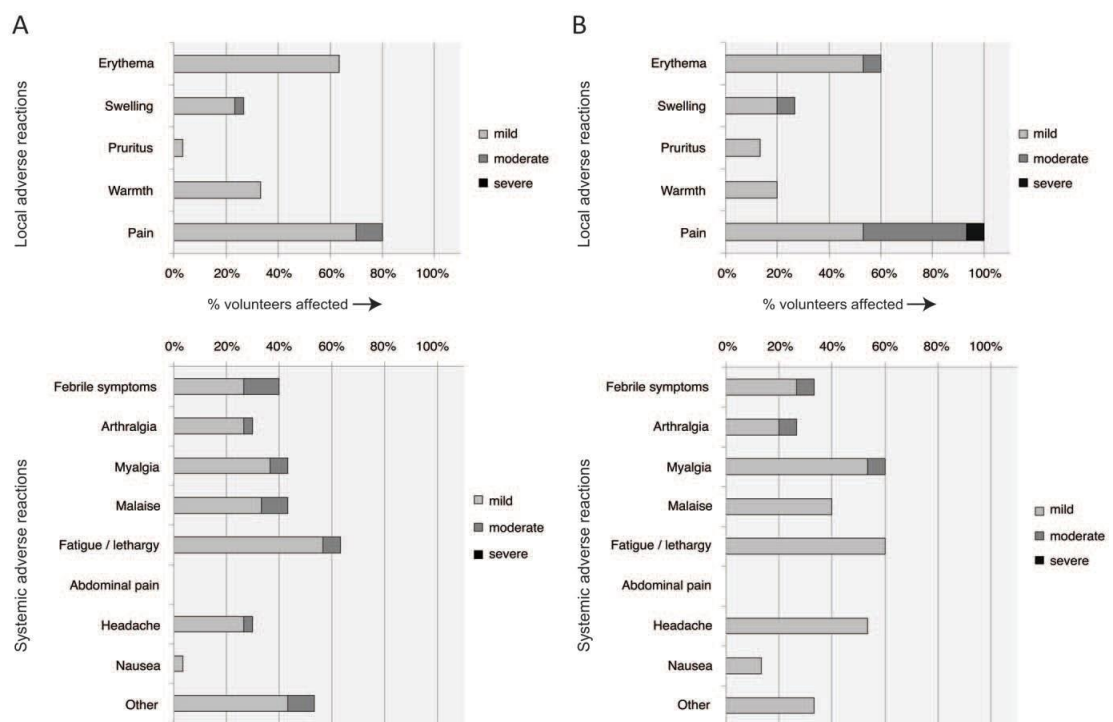 A
Local adverse reactions
Erythema
Swelling
Pruritus
Warmth
Pain
0% 20% 40% 60% 80% 100%
% volunteers affected
mild
moderate
severe
0% 20% 40% 60% 80% 100%
Systemic adverse reactions
Febrile symptoms
Arthralgia
Myalgia
Malaise
Fatigue / lethargy
Abdominal pain
Headache
Nausea
Other
mild
moderate
severe
B
Local adverse reactions
Erythema
Swelling
Pruritus
Warmth
Pain
0% 20% 40% 60% 80% 100%
% volunteers affected
mild
moderate
severe
0% 20% 40% 60% 80% 100%
Systemic adverse reactions
Febrile symptoms
Arthralgia
Myalgia
Malaise
Fatigue / lethargy
Abdominal pain
Headache
Nausea
Other
mild
moderate
severe